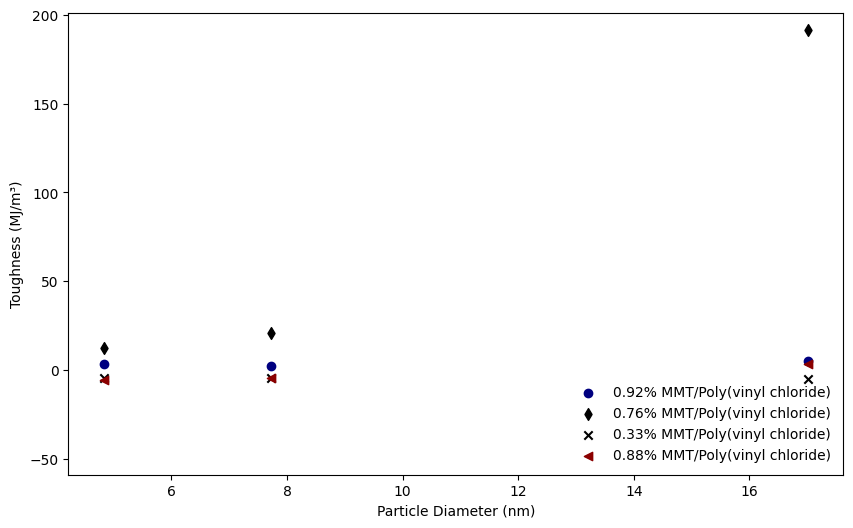 200
150
100
50
0
−50
Toughness (MJ/m³)
0.92% MMT/Poly(vinyl chloride)
0.76% MMT/Poly(vinyl chloride)
0.33% MMT/Poly(vinyl chloride)
0.88% MMT/Poly(vinyl chloride)
6 8 10 12 14 16
Particle Diameter (nm)